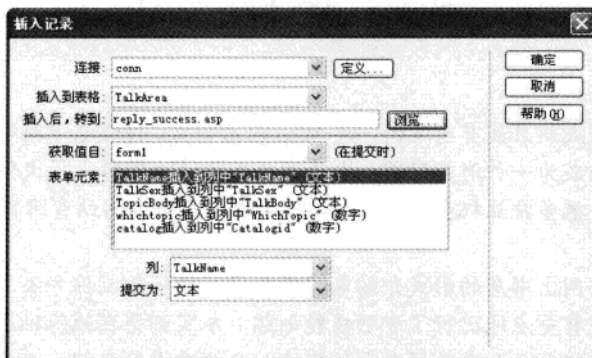 插入记录
连接: conn 定义...
确定
插入到表格: TalkArea
取消
插入后,转到: reply_success.asp 浏览...
帮助(H)
获取值自: form1 (在提交时)
表单元素: TalkName插入到列中"TalkName" (文本)
TalkSex插入到列中"TalkSex" (文本)
TopicBody插入到列中"TalkBody" (文本)
whichtopic插入到列中"WhichTopic" (数字)
catalog插入到列中"Catalogid" (数字)
列: TalkName
提交为: 文本